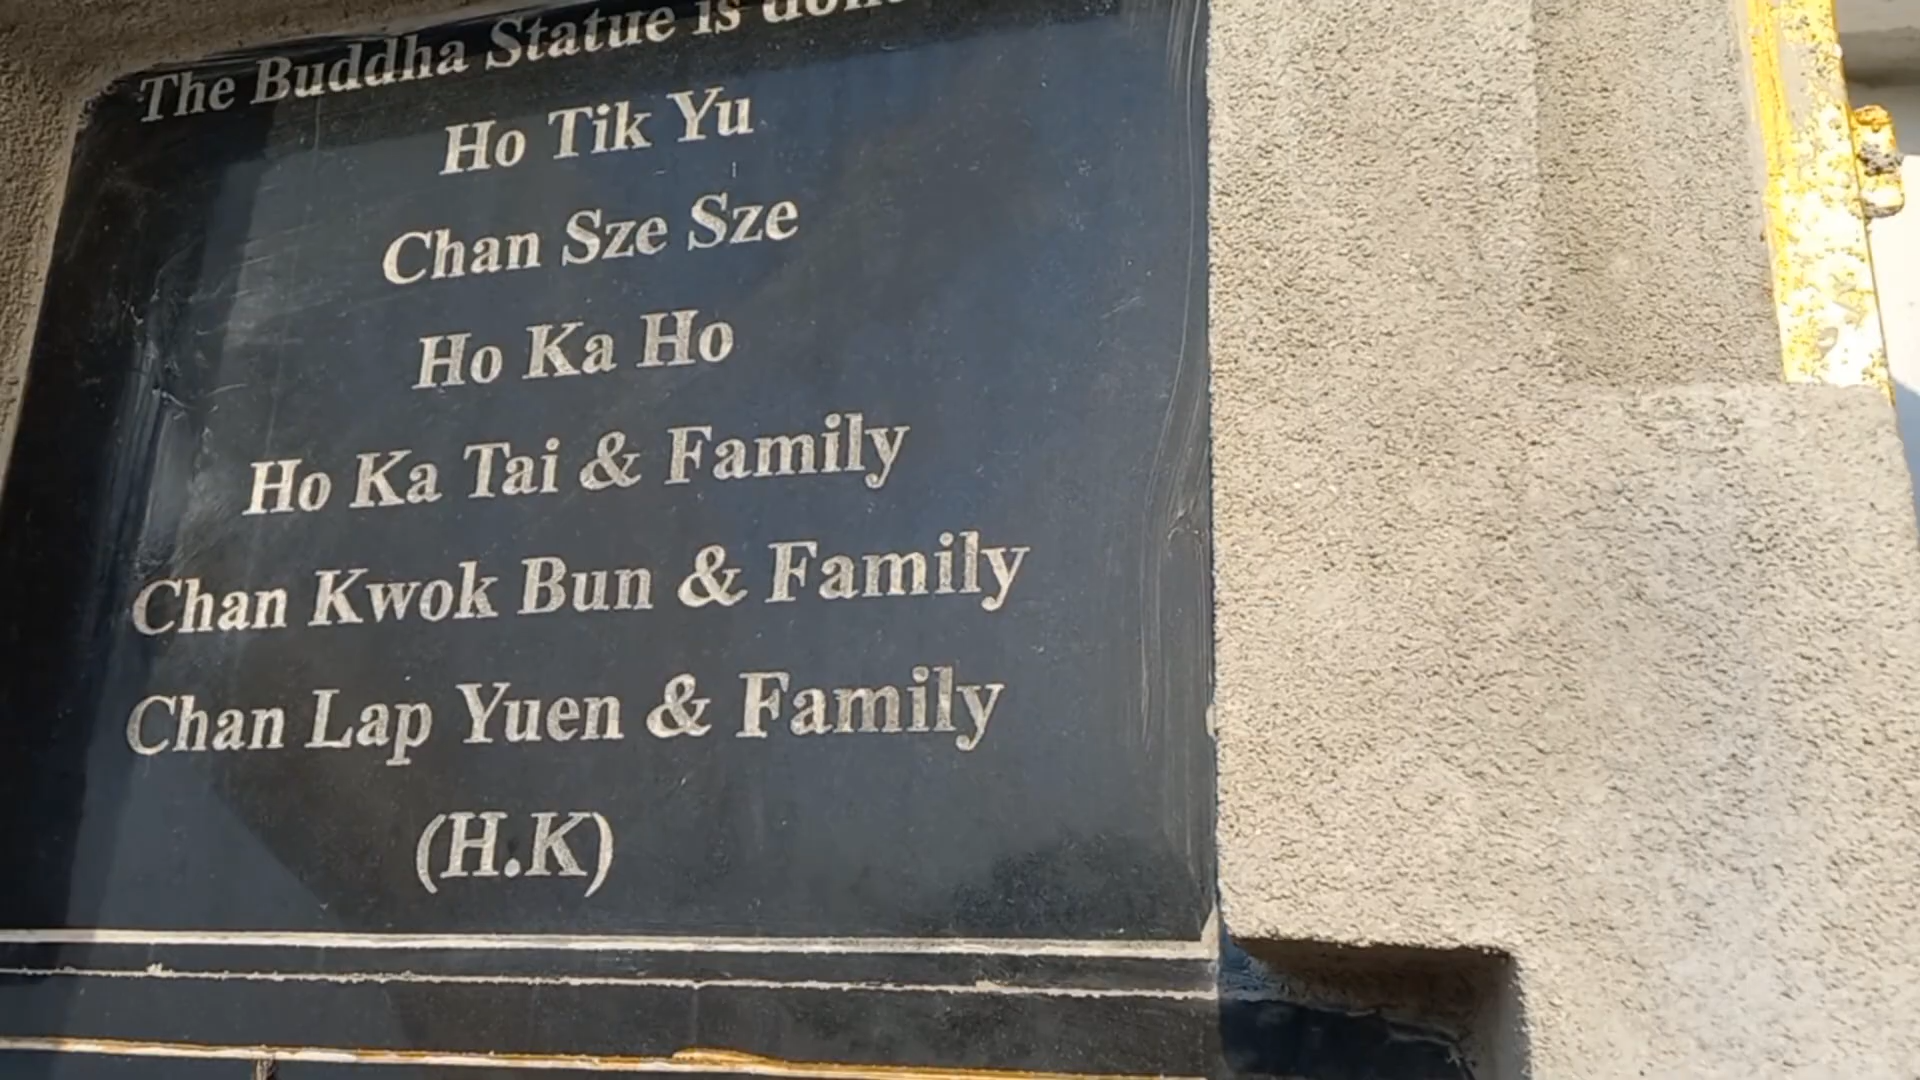 The Buddha Statue is
Ho Tik Yu
Chan Sze Sze
Ho Ka Ho
Ho Ka Tai & Family
Chan Kwok Bun & Family
Chan Lap Yuen & Family
(H.K)